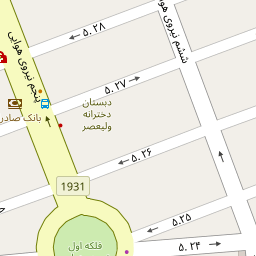 ۵.۲۸
پنجم نیروی هوایی
ششم نیروی هوایی
۵.۲۷
دبستان
دخترانه
ولیعصر
بانک صادر
۵.۲۶
1931
۵.۲۵
۵.۲۴
فلکه اول